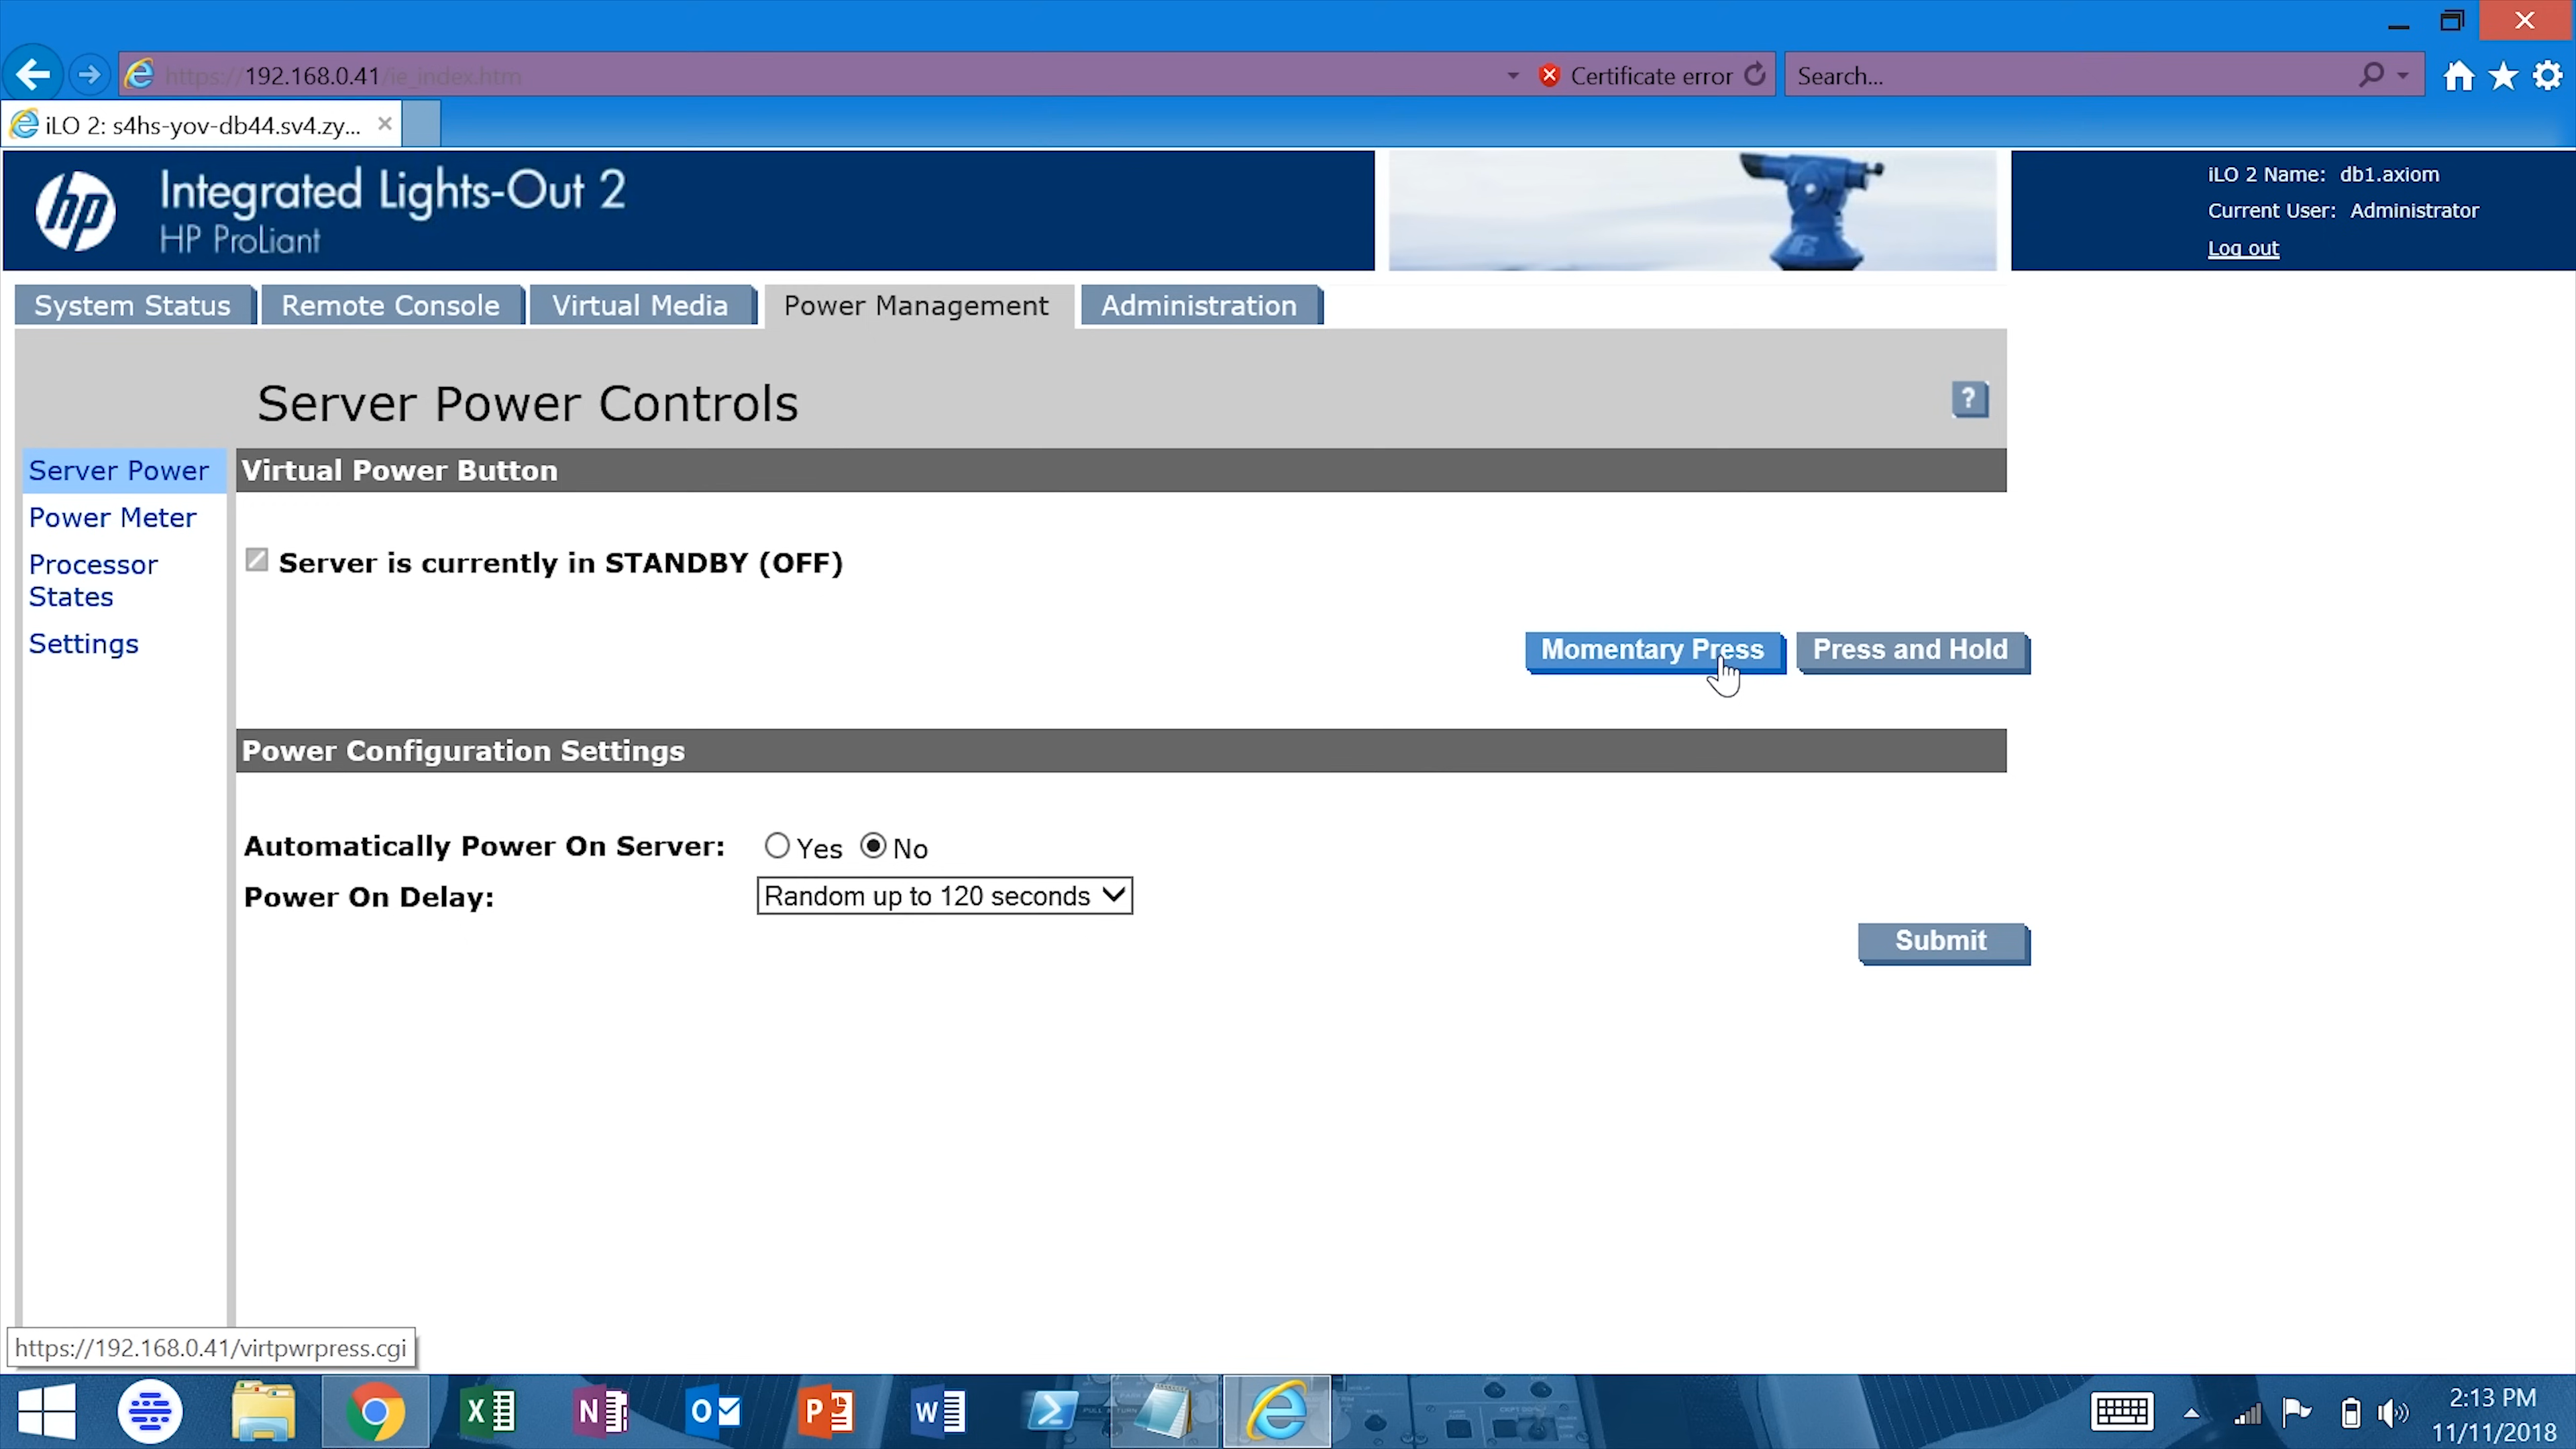 https://192.168.0.41/ie_index.htm
Certificate error
Search...
iLO 2: s4hs-yov-db44.sv4.zy...
hp
Integrated Lights-Out 2
HP ProLiant
iLO 2 Name: db1.axiom
Current User: Administrator
Log out
System Status
Remote Console
Virtual Media
Power Management
Administration
Server Power Controls
?
Server Power
Power Meter
Processor
States
Settings
Virtual Power Button
Server is currently in STANDBY (OFF)
Momentary Press
Press and Hold
Power Configuration Settings
Automatically Power On Server:
Yes
No
Power On Delay:
Random up to 120 seconds
Submit
https://192.168.0.41/virtpwrpress.cgi
2:13 PM
11/11/2018